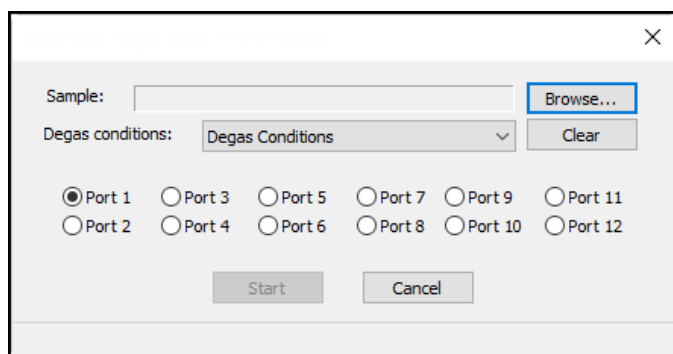 Sample: Browse...
Degas conditions: Degas Conditions Clear
Port 1 Port 3 Port 5 Port 7 Port 9 Port 11
Port 2 Port 4 Port 6 Port 8 Port 10 Port 12
Start Cancel